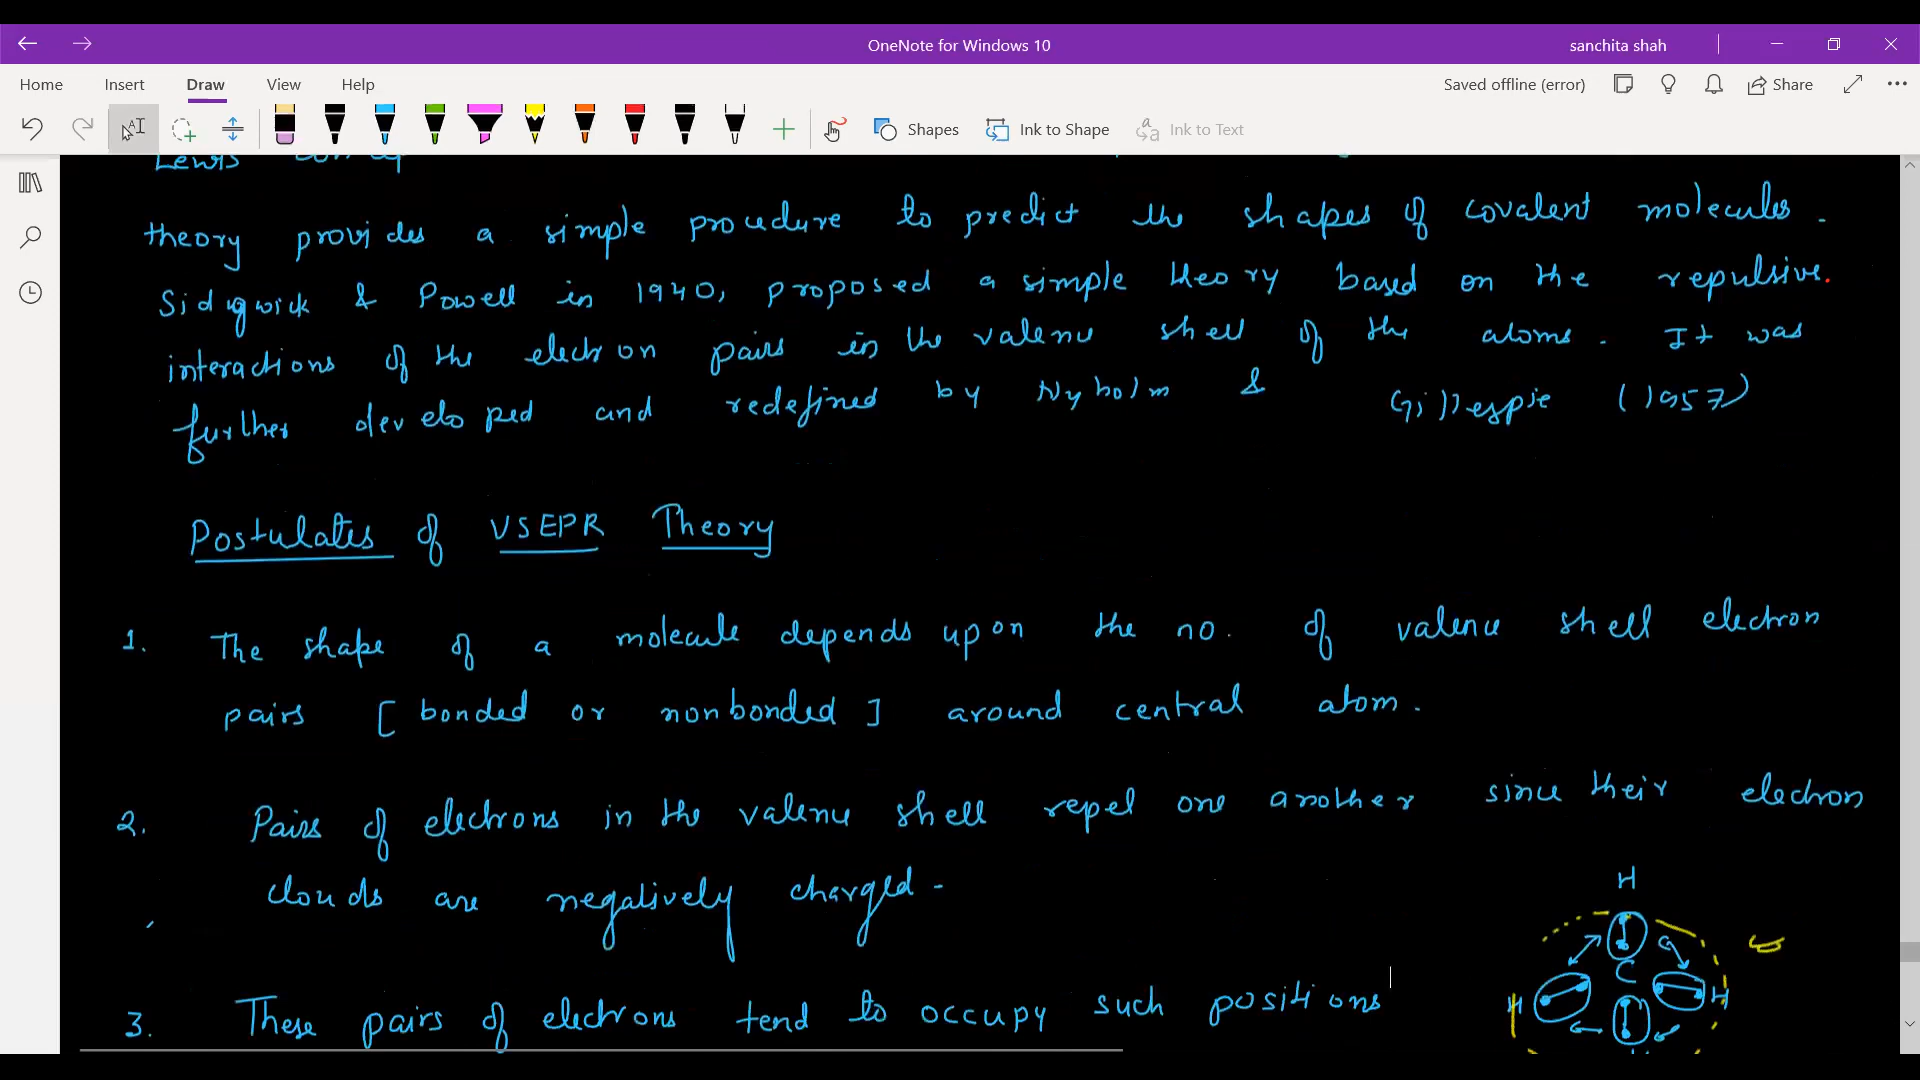 OneNote for Windows 10
sanchita shah
Home Insert Draw View Help
Saved offline (error)
Share
Shapes
Ink to Shape
Ink to Text
Lewis
theory provides a simple procedure to predict the shapes of covalent molecules.
Sidgwick & Powell in 1940, proposed a simple theory based on the repulsive
interactions of the electron pairs in the valence shell of the atoms. It was
further developed and redefined by Nyholm & Gillespie (1957)
Postulates of VSEPR Theory
1. The shape of a molecule depends upon the no. of valence shell electron
pairs [bonded or nonbonded] around central atom.
2. Pairs of electrons in the valence shell repel one another since their electron
clouds are negatively charged.
3. These pairs of electrons tend to occupy such positions
H
C
H H